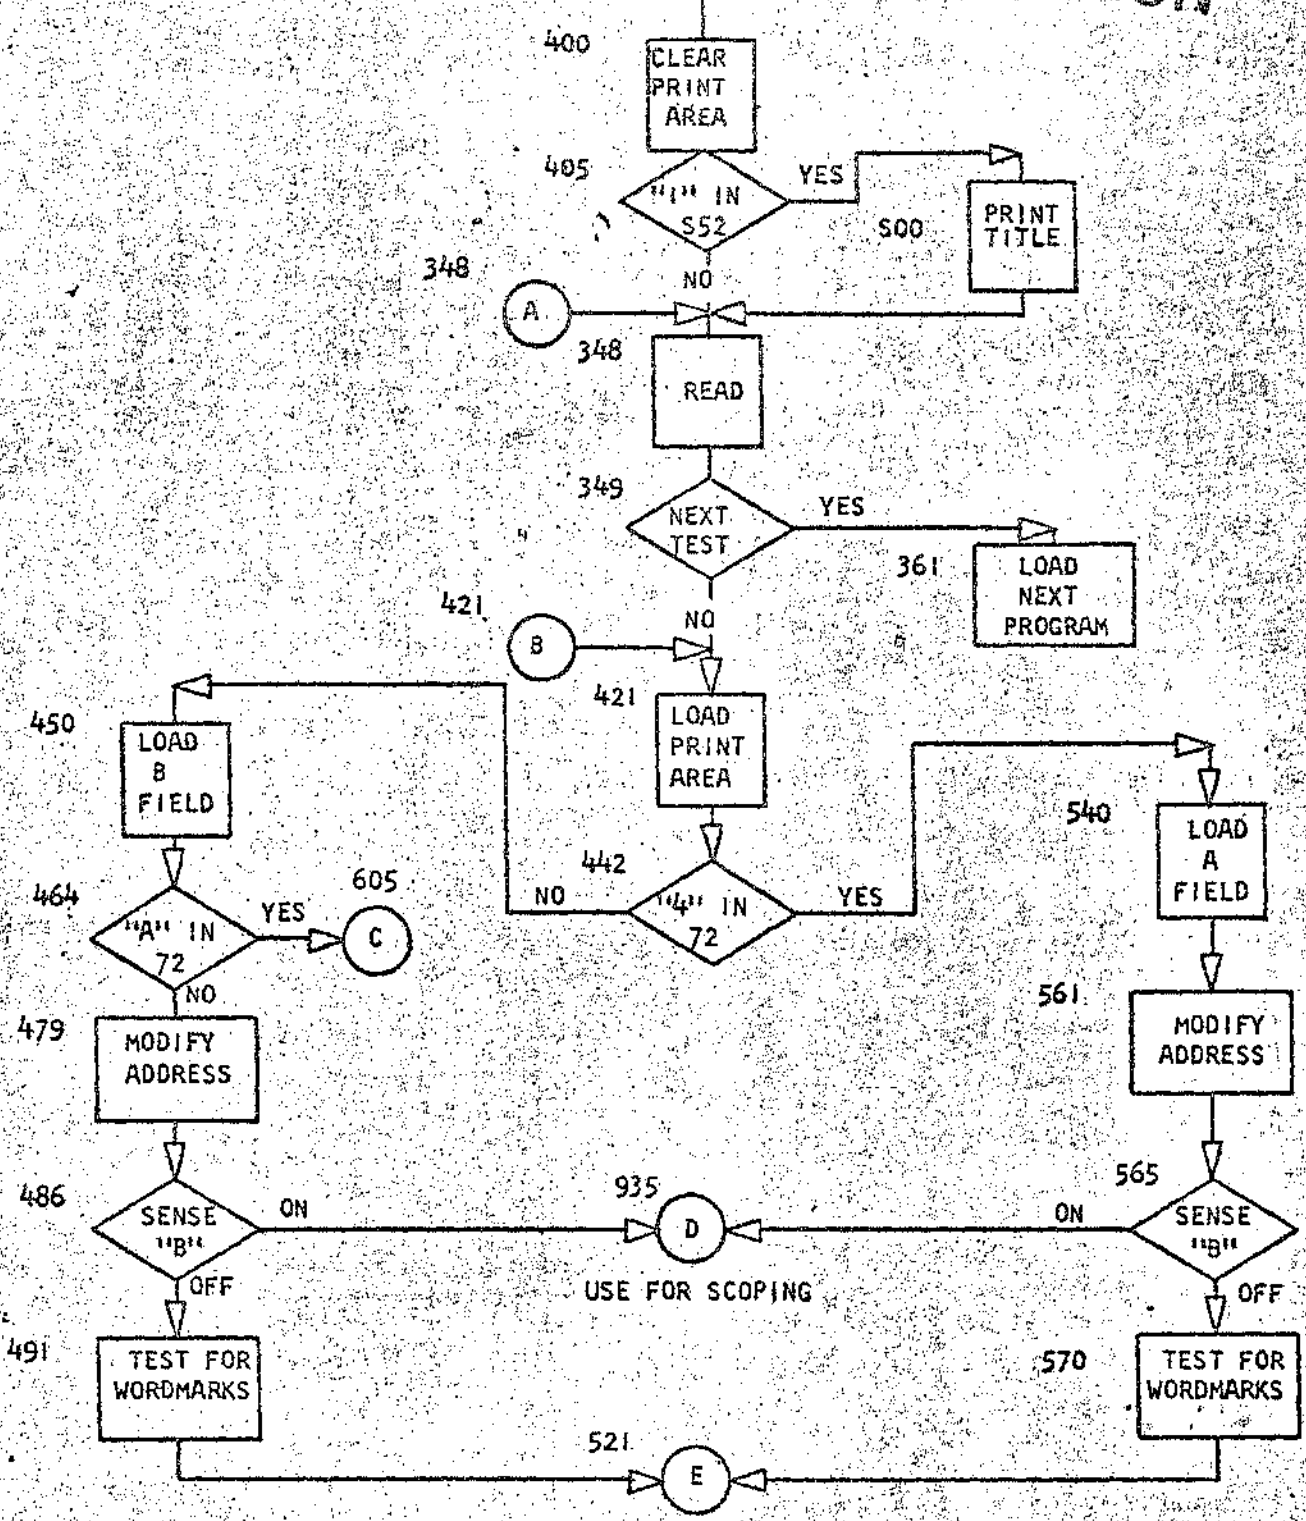 400
CLEAR
PRINT
AREA
405
"1" IN
S52
YES
500
PRINT
TITLE
NO
348
A
348
READ
349
NEXT
TEST
YES
361
LOAD
NEXT
PROGRAM
NO
421
B
421
LOAD
PRINT
AREA
450
LOAD
B
FIELD
442
"4" IN
72
NO
YES
540
LOAD
A
FIELD
464
"A" IN
72
YES
605
C
NO
479
MODIFY
ADDRESS
561
MODIFY
ADDRESS
486
SENSE
"B"
ON
935
D
USE FOR SCOPING
ON
565
SENSE
"B"
OFF
OFF
491
TEST FOR
WORDMARKS
570
TEST FOR
WORDMARKS
521
E